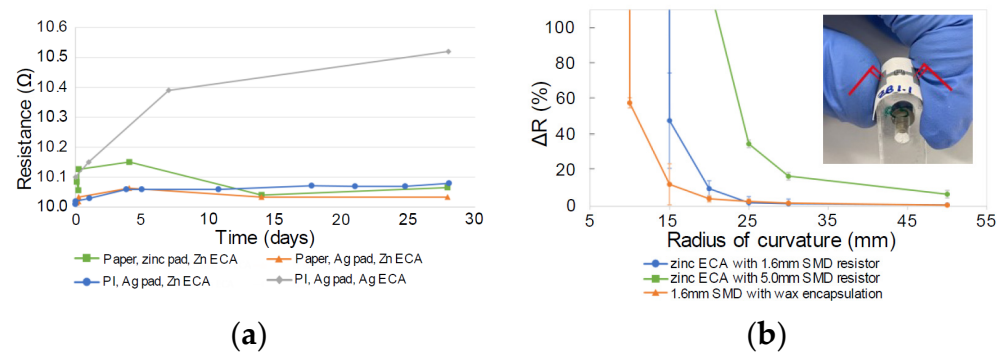 10.6
10.5
10.4
10.3
10.2
10.1
10.0
Resistance (Ω)
0 5 10 15 20 25 30
Time (days)
Paper, zinc pad, Zn ECA
Paper, Ag pad, Zn ECA
PI, Ag pad, Zn ECA
PI, Ag pad, Ag ECA
(a)
100
80
60
40
20
0
ΔR (%)
5 15 25 35 45 55
Radius of curvature (mm)
zinc ECA with 1.6mm SMD resistor
zinc ECA with 5.0mm SMD resistor
1.6mm SMD with wax encapsulation
(b)